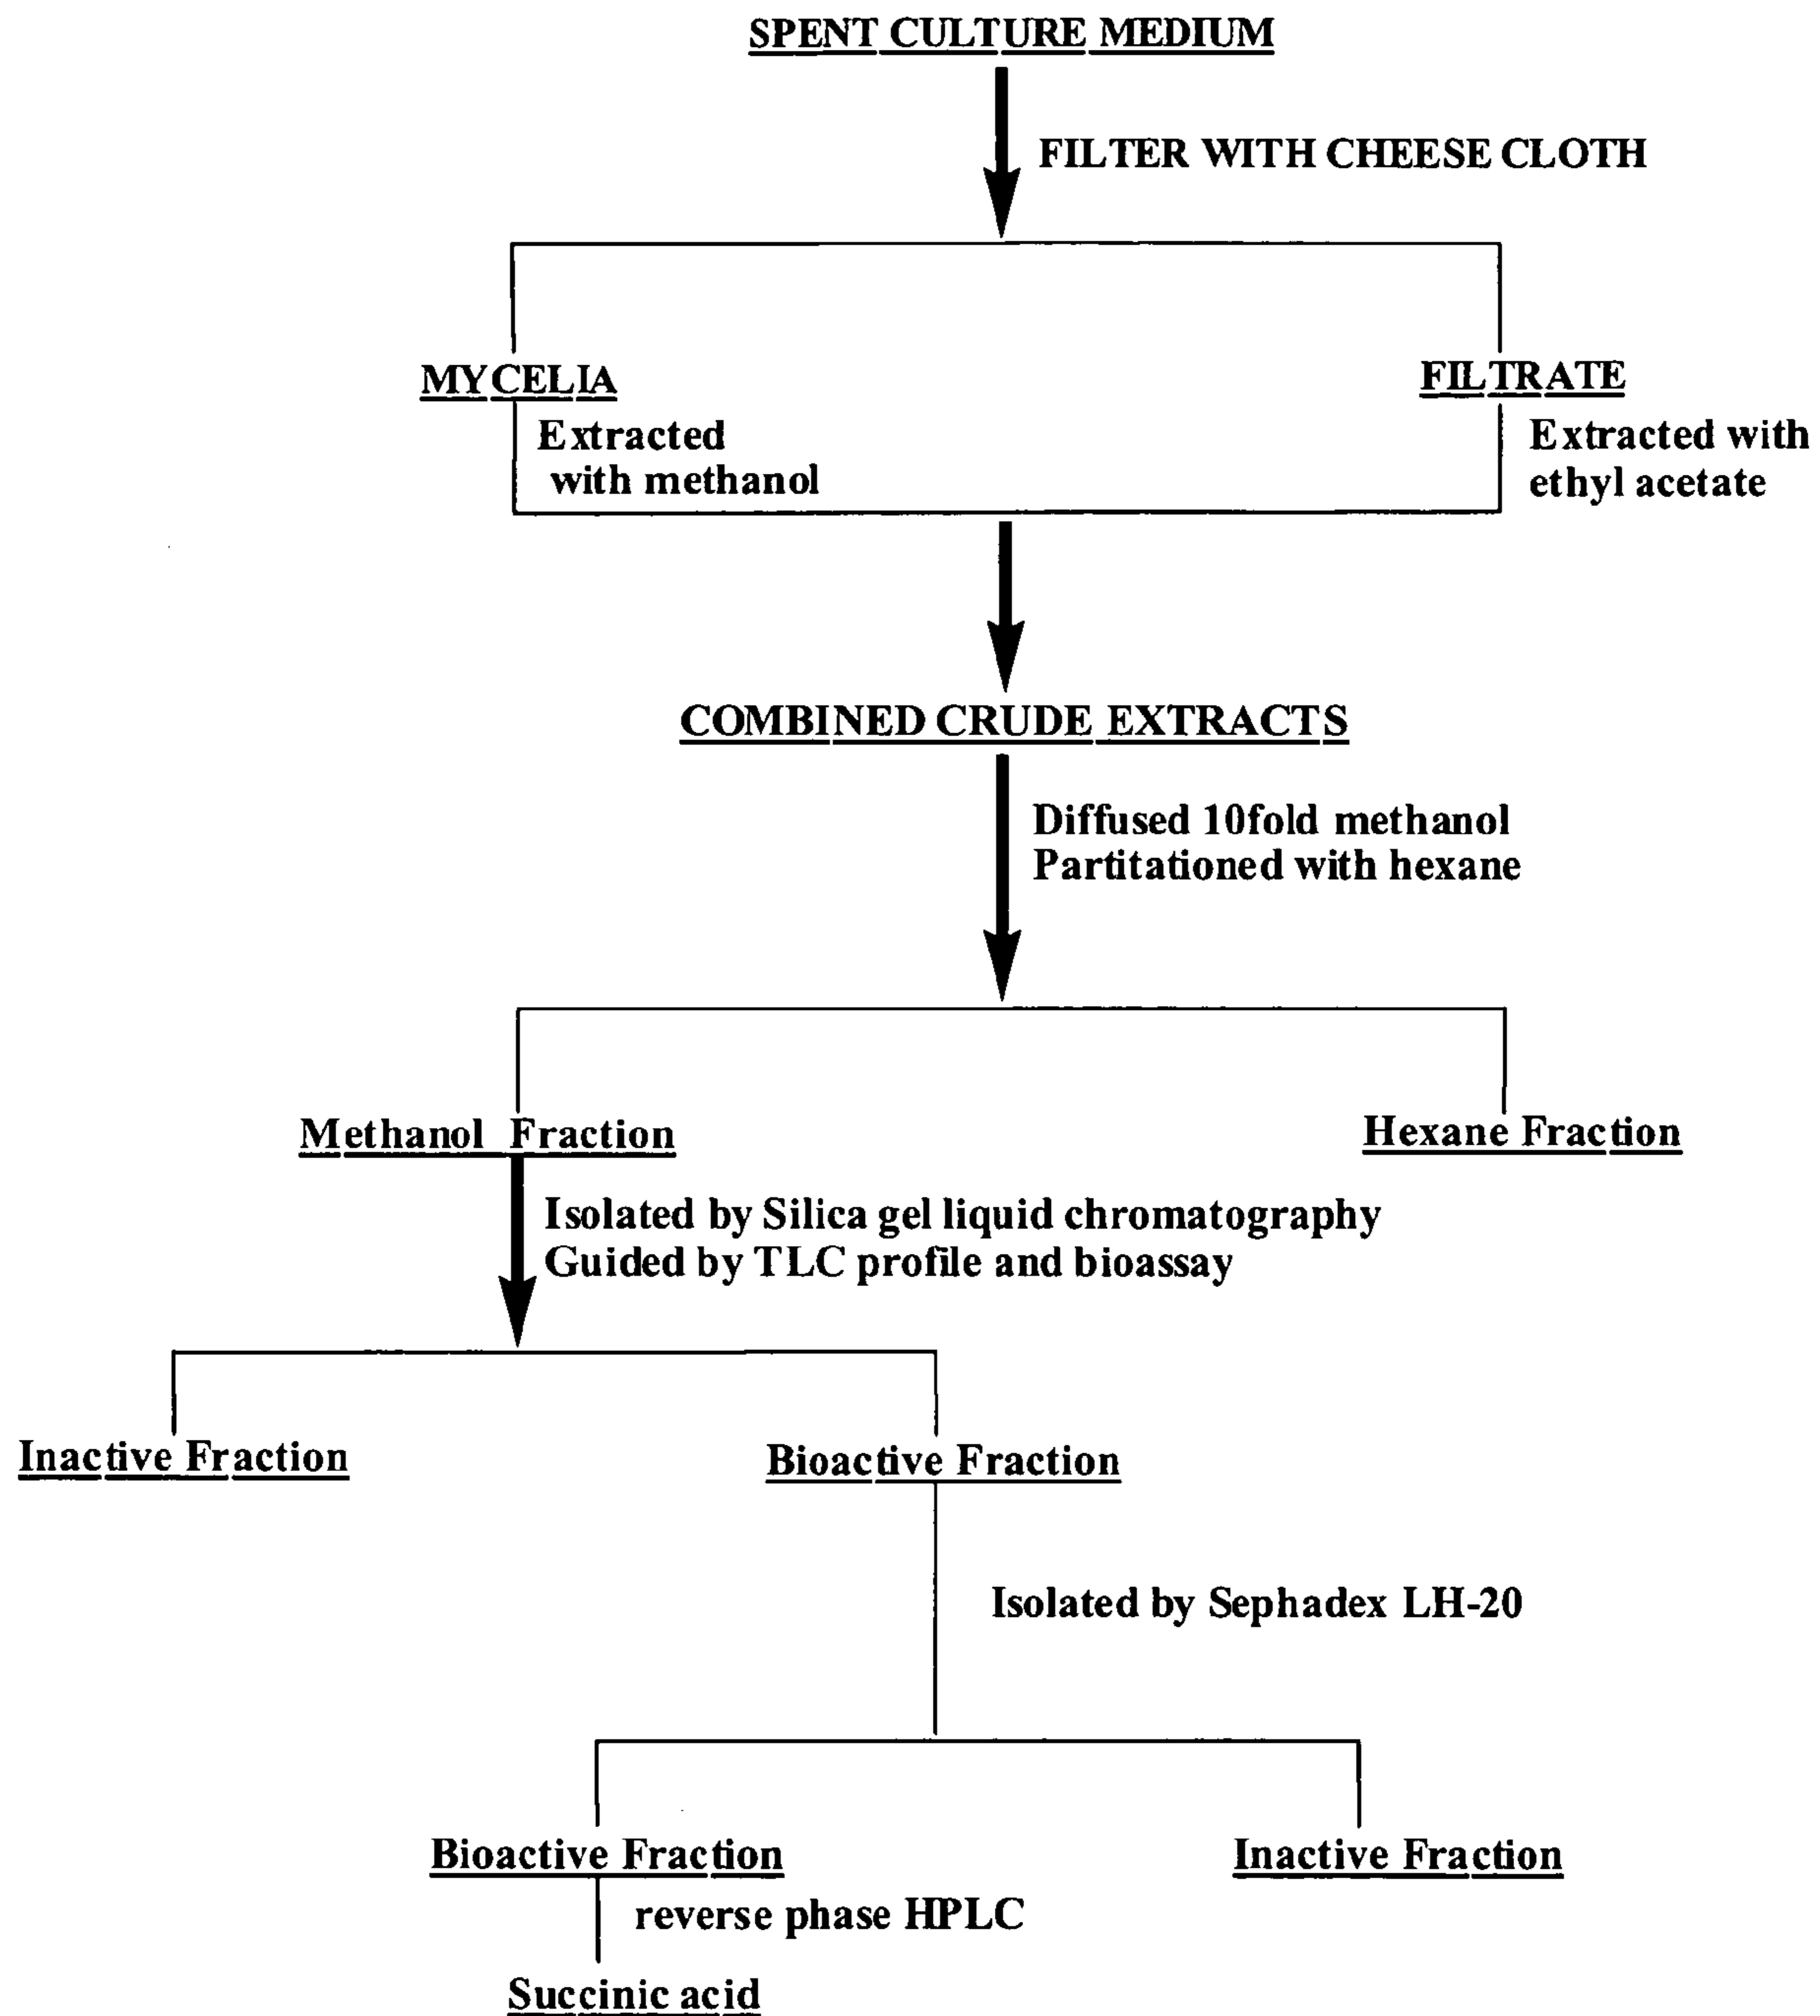 SPENT CULTURE MEDIUM
FILTER WITH CHEESE CLOTH
MYCELIA
Extracted
with methanol
FILTRATE
Extracted with
ethyl acetate
COMBINED CRUDE EXTRACTS
Diffused 10fold methanol
Partitationed with hexane
Methanol Fraction
Hexane Fraction
Isolated by Silica gel liquid chromatography
Guided by TLC profile and bioassay
Inactive Fraction
Bioactive Fraction
Isolated by Sephadex LH-20
Bioactive Fraction
Inactive Fraction
reverse phase HPLC
Succinic acid